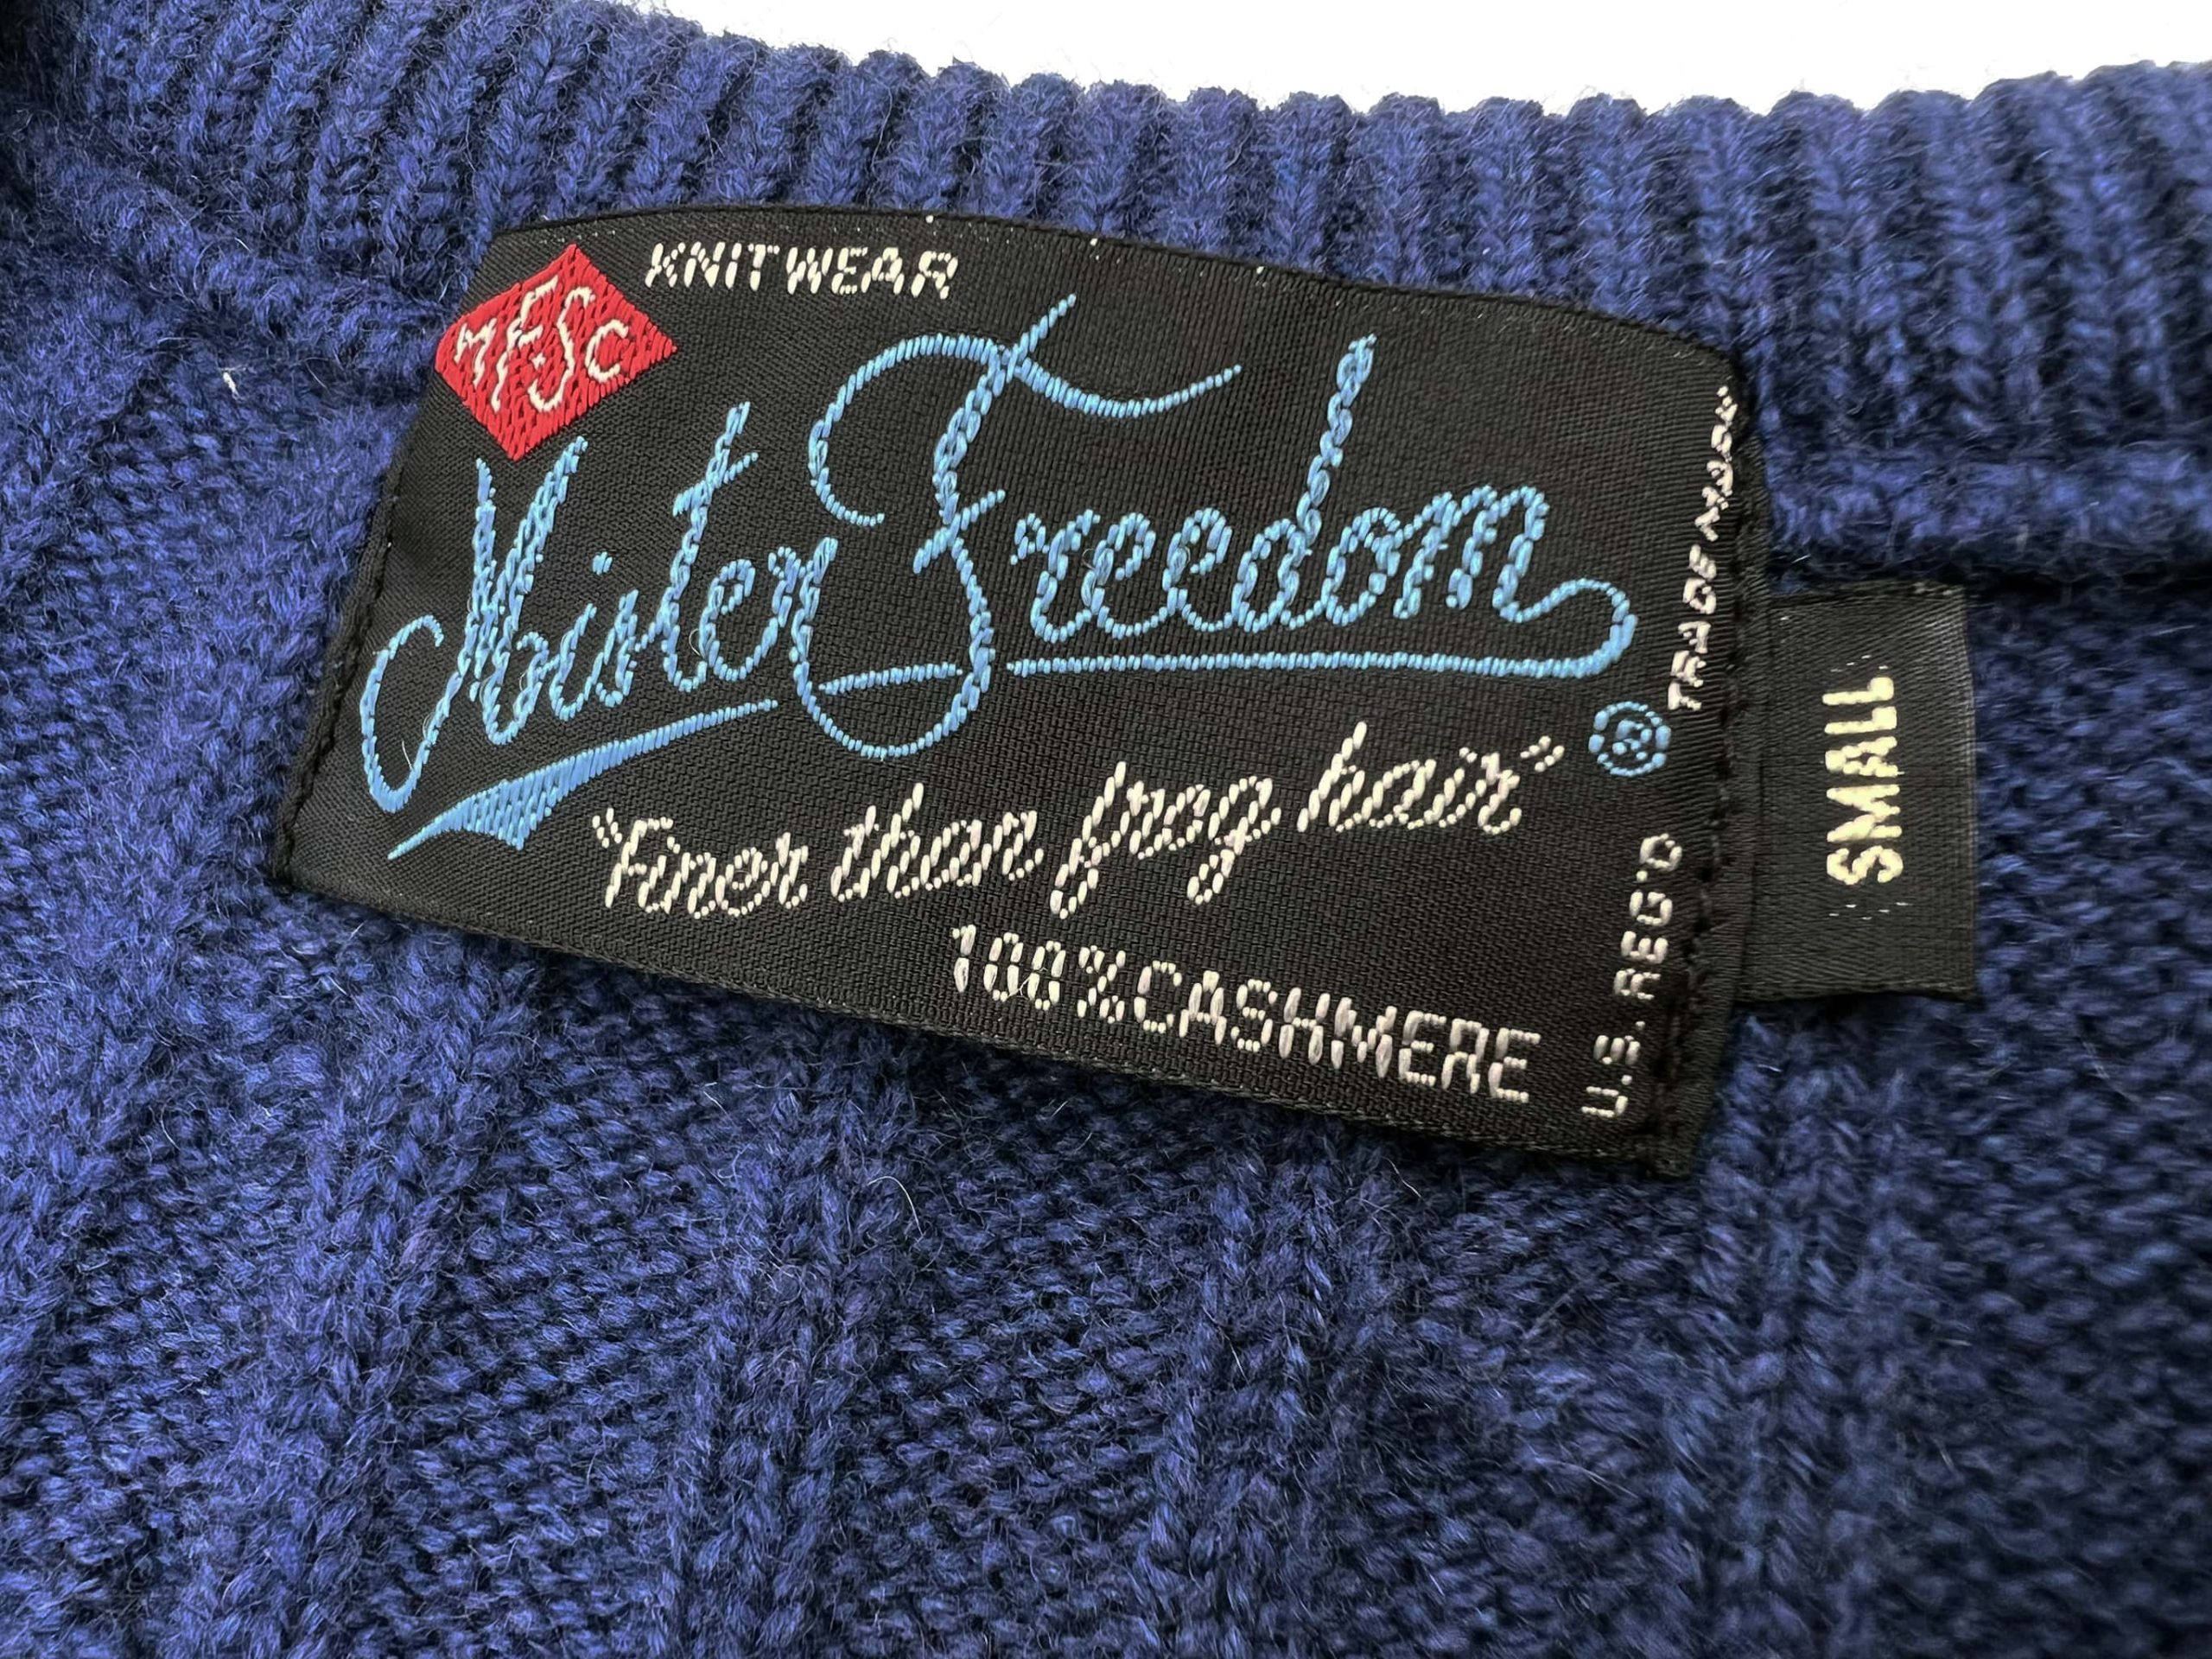 KNITWEAR
MFSC
Mister Freedom
®
"Finer than frog hair"
100%CASHMERE
U.S. REG'D
TRADE MARK
SMALL